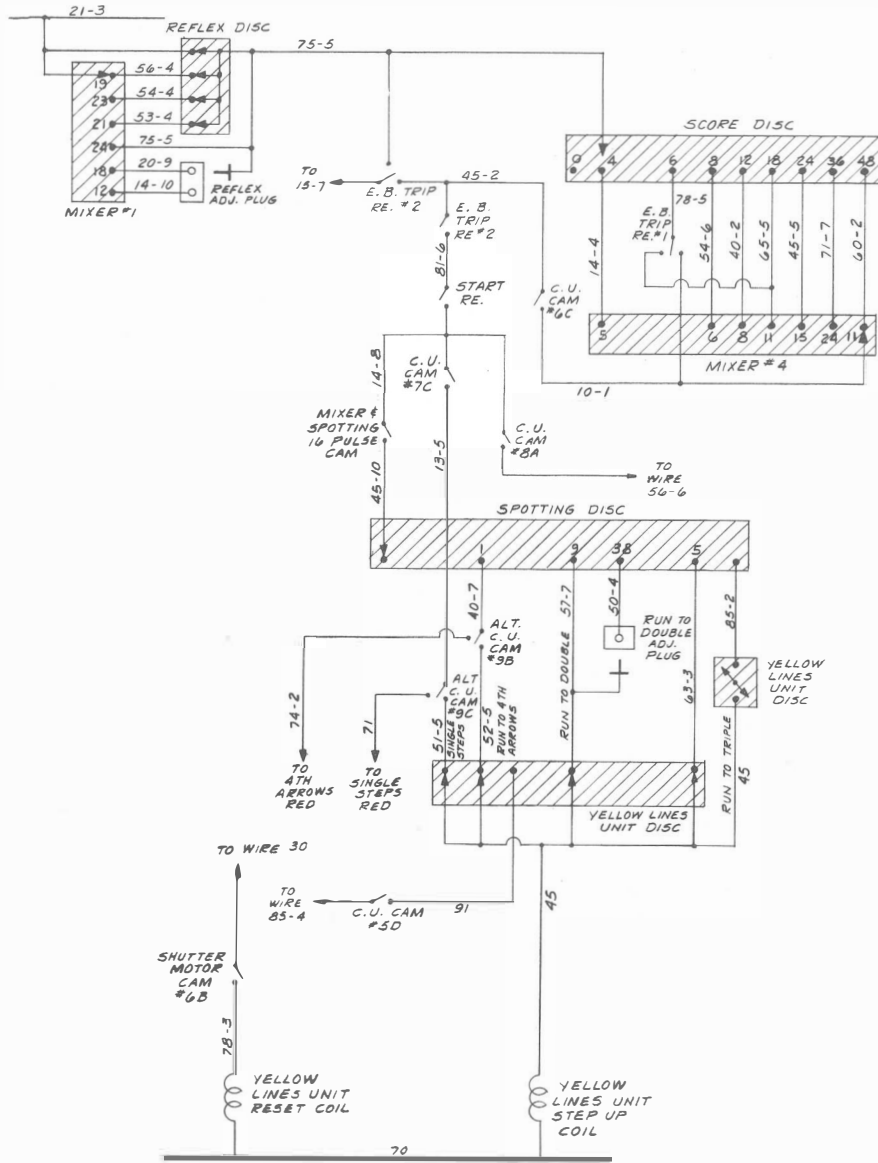 21-3
REFLEX DISC
75-5
56-4
19
54-4
23
53-4
21
75-5
24
20-9
18
14-10
12
REFLEX
ADJ. PLUG
MIXER #1
TO
15-7
E.B. TRIP
RE. #2
45-2
SCORE DISC
O
4
6
8
12
18
24
36
48
78-5
E.B.
TRIP
RE.#1
14-4
54-6
40-2
65-5
45-5
71-7
60-2
5
6
8
11
15
24
11
MIXER #4
10-1
E. B.
TRIP
RE #2
81-6
START
RE.
C.U.
CAM
#6C
14-8
C.U.
CAM
#7C
MIXER &
SPOTTING
16 PULSE
CAM
13-5
C.U.
CAM
#8A
45-10
TO
WIRE
56-6
SPOTTING DISC
1
9
38
5
40-7
57-7
50-4
85-2
ALT.
C.U.
CAM
#9B
RUN TO DOUBLE
RUN TO
DOUBLE
ADJ.
PLUG
63-3
YELLOW
LINES
UNIT
DISC
74-2
ALT
C.U.
CAM
#9C
71
51-5
SINGLE
STEPS
52-5
RUN TO 4TH
ARROWS
RUN TO TRIPLE
45
TO
4TH
ARROWS
RED
TO
SINGLE
STEPS
RED
YELLOW LINES
UNIT DISC
TO WIRE 30
TO
WIRE
85-4
C.U. CAM
#5D
91
45
SHUTTER
MOTOR
CAM
#6B
78-3
YELLOW
LINES UNIT
RESET COIL
YELLOW
LINES UNIT
STEP UP
COIL
70